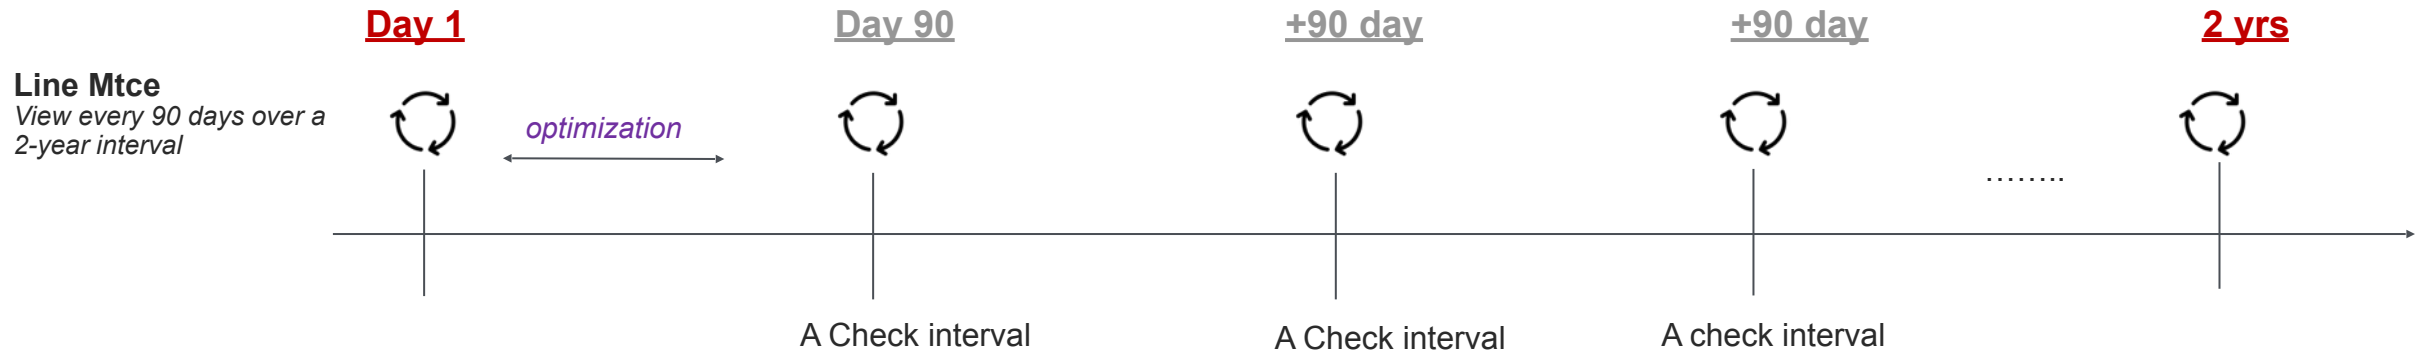 Day 1
Day 90
+90 day
+90 day
2 yrs
Line Mtce
View every 90 days over a
2-year interval
optimization
........
A Check interval
A Check interval
A check interval